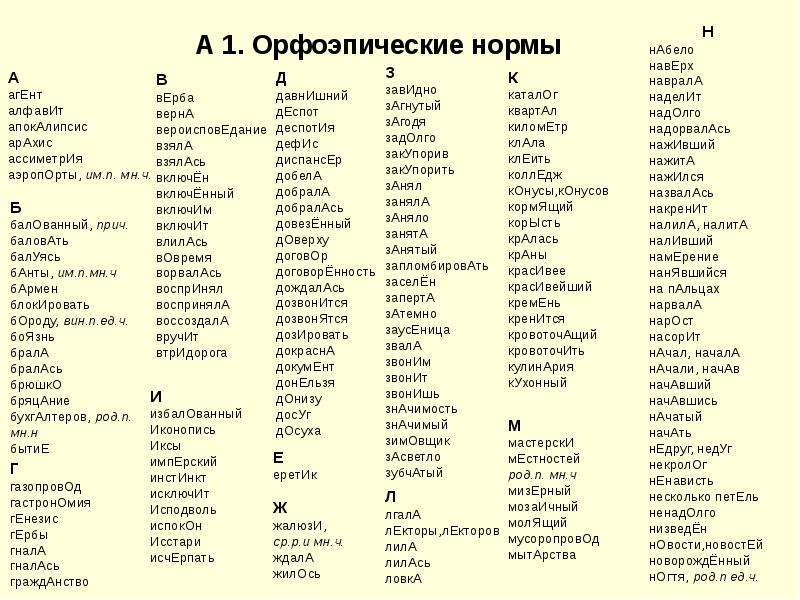 А 1. Орфоэпические нормы
А
агЕнт
алфавИт
апокАлипсис
арАхис
ассиметрИя
аэропОрты, им.п. мн.ч.
Б
балОванный, прич.
баловАть
балУясь
бАнты, им.п.мн.ч
бАрмен
блокИровать
бОроду, вин.п.ед.ч.
боЯзнь
бралА
бралАсь
брюшкО
бряцАние
бухгАлтеров, род.п.
мн.н
бытиЕ
Г
газопровОд
гастронОмия
гЕнезис
гЕрбы
гналА
гналАсь
граждАнство
В
вЕрба
вернА
вероисповЕдание
взялА
взялАсь
включЁн
включЁнный
включИм
включИт
влилАсь
вОвремя
ворвалАсь
воспрИнял
воспринялА
воссоздалА
вручИт
втрИдорога
И
избалОванный
Иконопись
Иксы
импЕрский
инстИнкт
исключИт
Исподволь
испокОн
Исстари
исчЕрпать
Д
давнИшний
дЕспот
деспотИя
дефИс
диспансЕр
добелА
добралА
добралАсь
довезЁнный
дОверху
договОр
договорЁнность
дождалАсь
дозвонИтся
дозвонЯтся
дозИровать
докраснА
докумЕнт
донЕльзя
дОнизу
досУг
дОсуха
Е
еретИк
Ж
жалюзИ,
ср.р.и мн.ч.
ждалА
жилОсь
З
завИдно
зАгнутый
зАгодя
задОлго
закУпорив
закУпорить
зАнял
занялА
зАняло
занятА
зАнятый
запломбировАть
заселЁн
запертА
зАтемно
заусЕница
звалА
звонИм
звонИт
звонИшь
знАчимость
знАчимый
зимОвщик
зАсветло
зубчАтый
Л
лгалА
лЕкторы,лЕкторов
лилА
лилАсь
ловкА
К
каталОг
квартАл
киломЕтр
клАла
клЕить
коллЕдж
кОнусы,кОнусов
кормЯщий
корЫсть
крАлась
крАны
красИвее
красИвейший
кремЕнь
кренИтся
кровоточАщий
кровоточИть
кулинАрия
кУхонный
М
мастерскИ
мЕстностей
род.п. мн.ч
мизЕрный
мозаИчный
молЯщий
мусоропровОд
мытАрства
Н
нАбело
навЕрх
навралА
наделИт
надОлго
надорвалАсь
нажИвший
нажитА
нажИлся
назвалАсь
накренИт
налилА, налитА
налИвший
намЕрение
нанЯвшийся
на пАльцах
нарвалА
нарОст
насорИт
нАчал, началА
нАчали, начАв
начАвший
начАвшись
нАчатый
начАть
нЕдруг, недУг
некролОг
нЕнависть
несколько петЕль
ненадОлго
низведЁн
нОвости,новостЕй
новорождЁнный
нОгтя, род.п ед.ч.